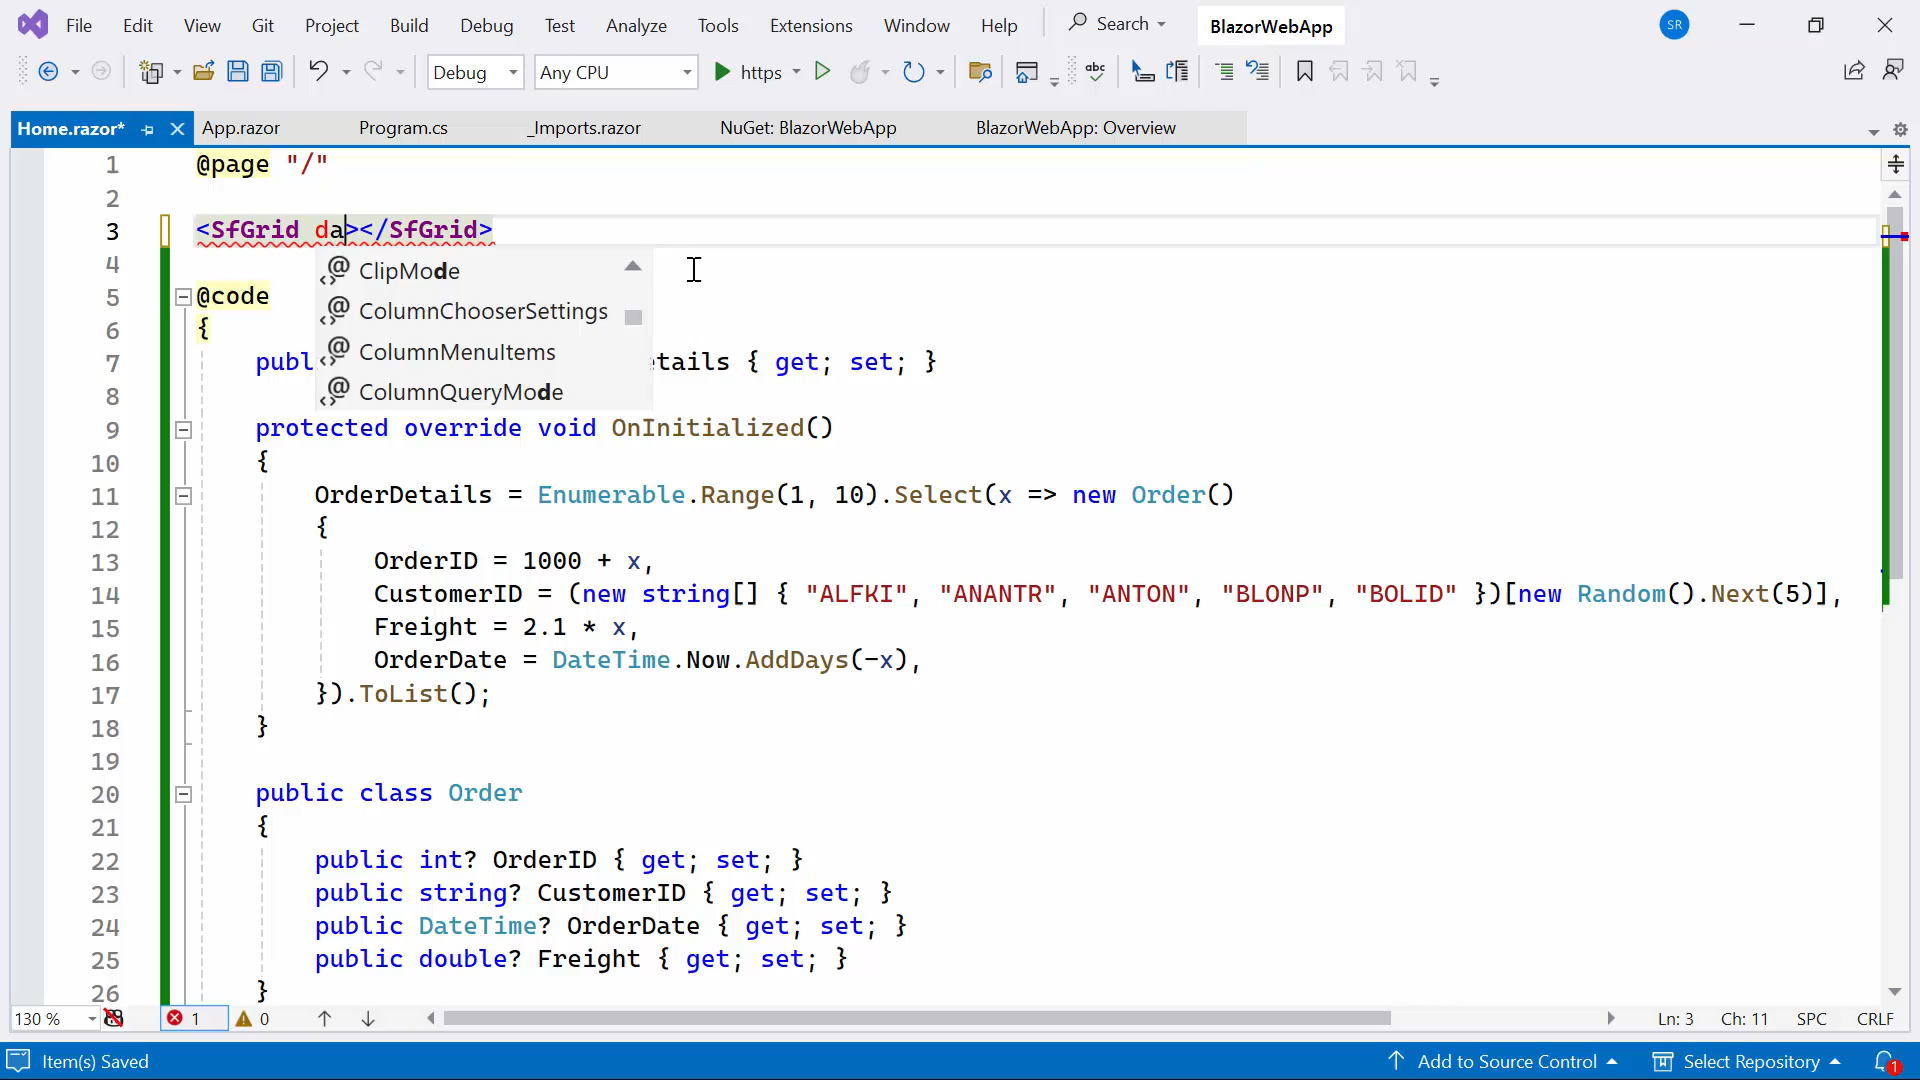 File Edit View Git Project Build Debug Test Analyze Tools Extensions Window Help Search BlazorWebApp SR
Debug Any CPU https abc
Home.razor* App.razor Program.cs _Imports.razor NuGet: BlazorWebApp BlazorWebApp: Overview
1 @page "/"
2
3 <SfGrid da></SfGrid>
4 ClipMode
5 @code ColumnChooserSettings
6 { ColumnMenuItems
7 publ etails { get; set; }
8 ColumnQueryMode
9 protected override void OnInitialized()
10 {
11 OrderDetails = Enumerable.Range(1, 10).Select(x => new Order()
12 {
13 OrderID = 1000 + x,
14 CustomerID = (new string[] { "ALFKI", "ANANTR", "ANTON", "BLONP", "BOLID" })[new Random().Next(5)],
15 Freight = 2.1 * x,
16 OrderDate = DateTime.Now.AddDays(-x),
17 }).ToList();
18 }
19
20 public class Order
21 {
22 public int? OrderID { get; set; }
23 public string? CustomerID { get; set; }
24 public DateTime? OrderDate { get; set; }
25 public double? Freight { get; set; }
26 }
130 % 1 0 Ln: 3 Ch: 11 SPC CRLF
Item(s) Saved Add to Source Control Select Repository 1